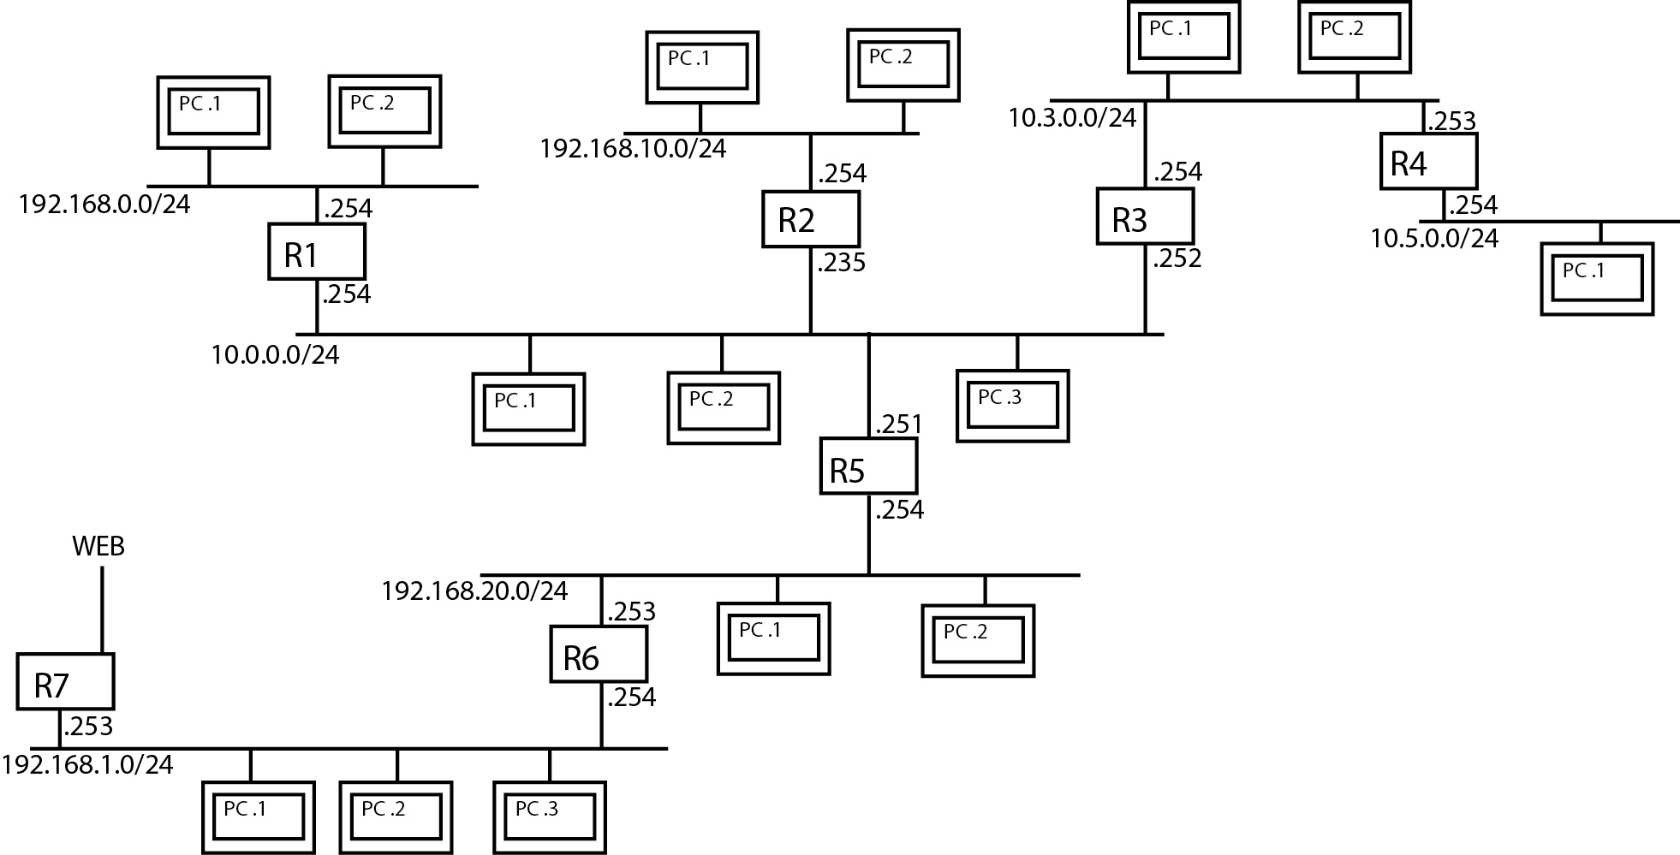 PC .1
PC .2
PC .1
PC .2
PC .1
PC .2
192.168.0.0/24
.254
R1
.254
192.168.10.0/24
.254
R2
.235
10.3.0.0/24
.254
R3
.252
.253
R4
.254
10.5.0.0/24
PC .1
10.0.0.0/24
PC .1
PC .2
PC .3
.251
R5
.254
WEB
192.168.20.0/24
.253
R6
.254
PC .1
PC .2
R7
.253
192.168.1.0/24
PC .1
PC .2
PC .3